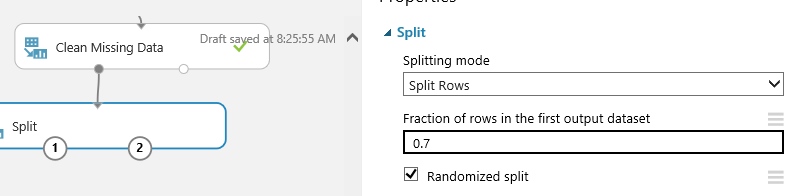 Properties
Draft saved at 8:25:55 AM
Clean Missing Data
Split
1
2
Split
Splitting mode
Split Rows
Fraction of rows in the first output dataset
0.7
Randomized split